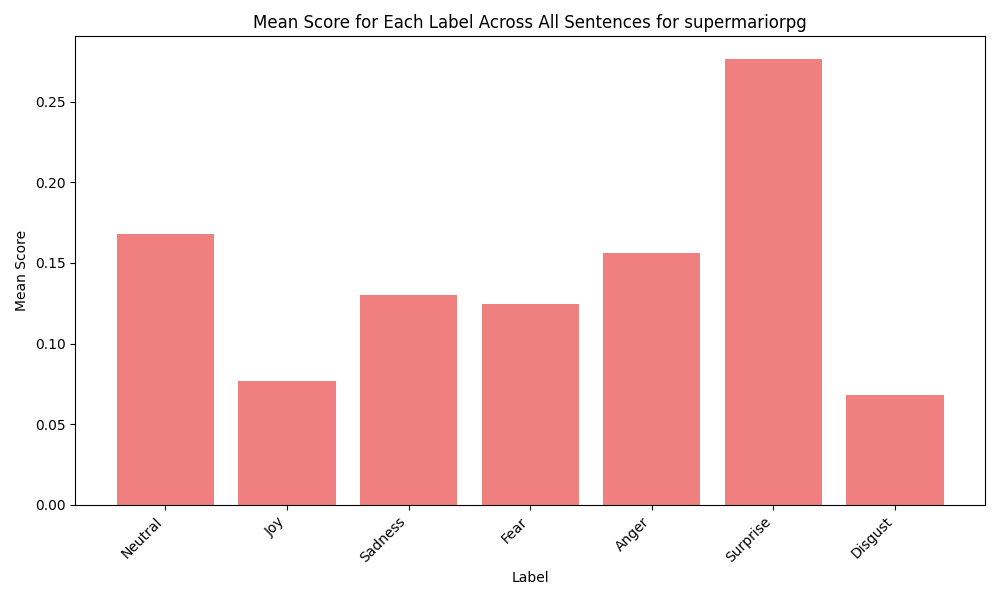 Mean Score for Each Label Across All Sentences for supermariorpg
Mean Score
0.25
0.20
0.15
0.10
0.05
0.00
Neutral
Joy
Sadness
Fear
Anger
Surprise
Disgust
Label